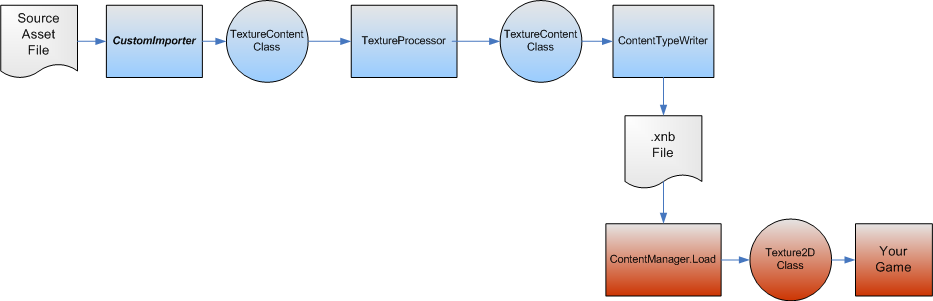 Source
Asset
File
CustomImporter
TextureContent
Class
TextureProcessor
TextureContent
Class
ContentTypeWriter
.xnb
File
ContentManager.Load
Texture2D
Class
Your
Game